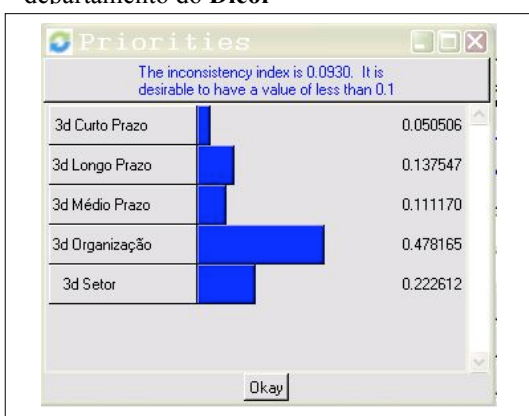 departamento do Dicol
Priorities
The inconsistency index is 0.0930. It is
desirable to have a value of less than 0.1
3d Curto Prazo 0.050506
3d Longo Prazo 0.137547
3d Médio Prazo 0.111170
3d Organização 0.478165
3d Setor 0.222612
Okay